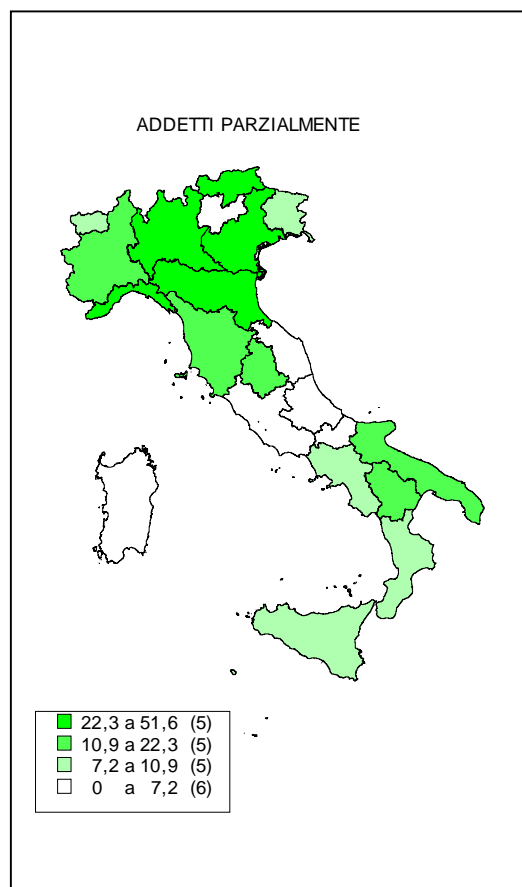 ADDETTI PARZIALMENTE
22,3 a 51,6 (5)
10,9 a 22,3 (5)
7,2 a 10,9 (5)
0 a 7,2 (6)